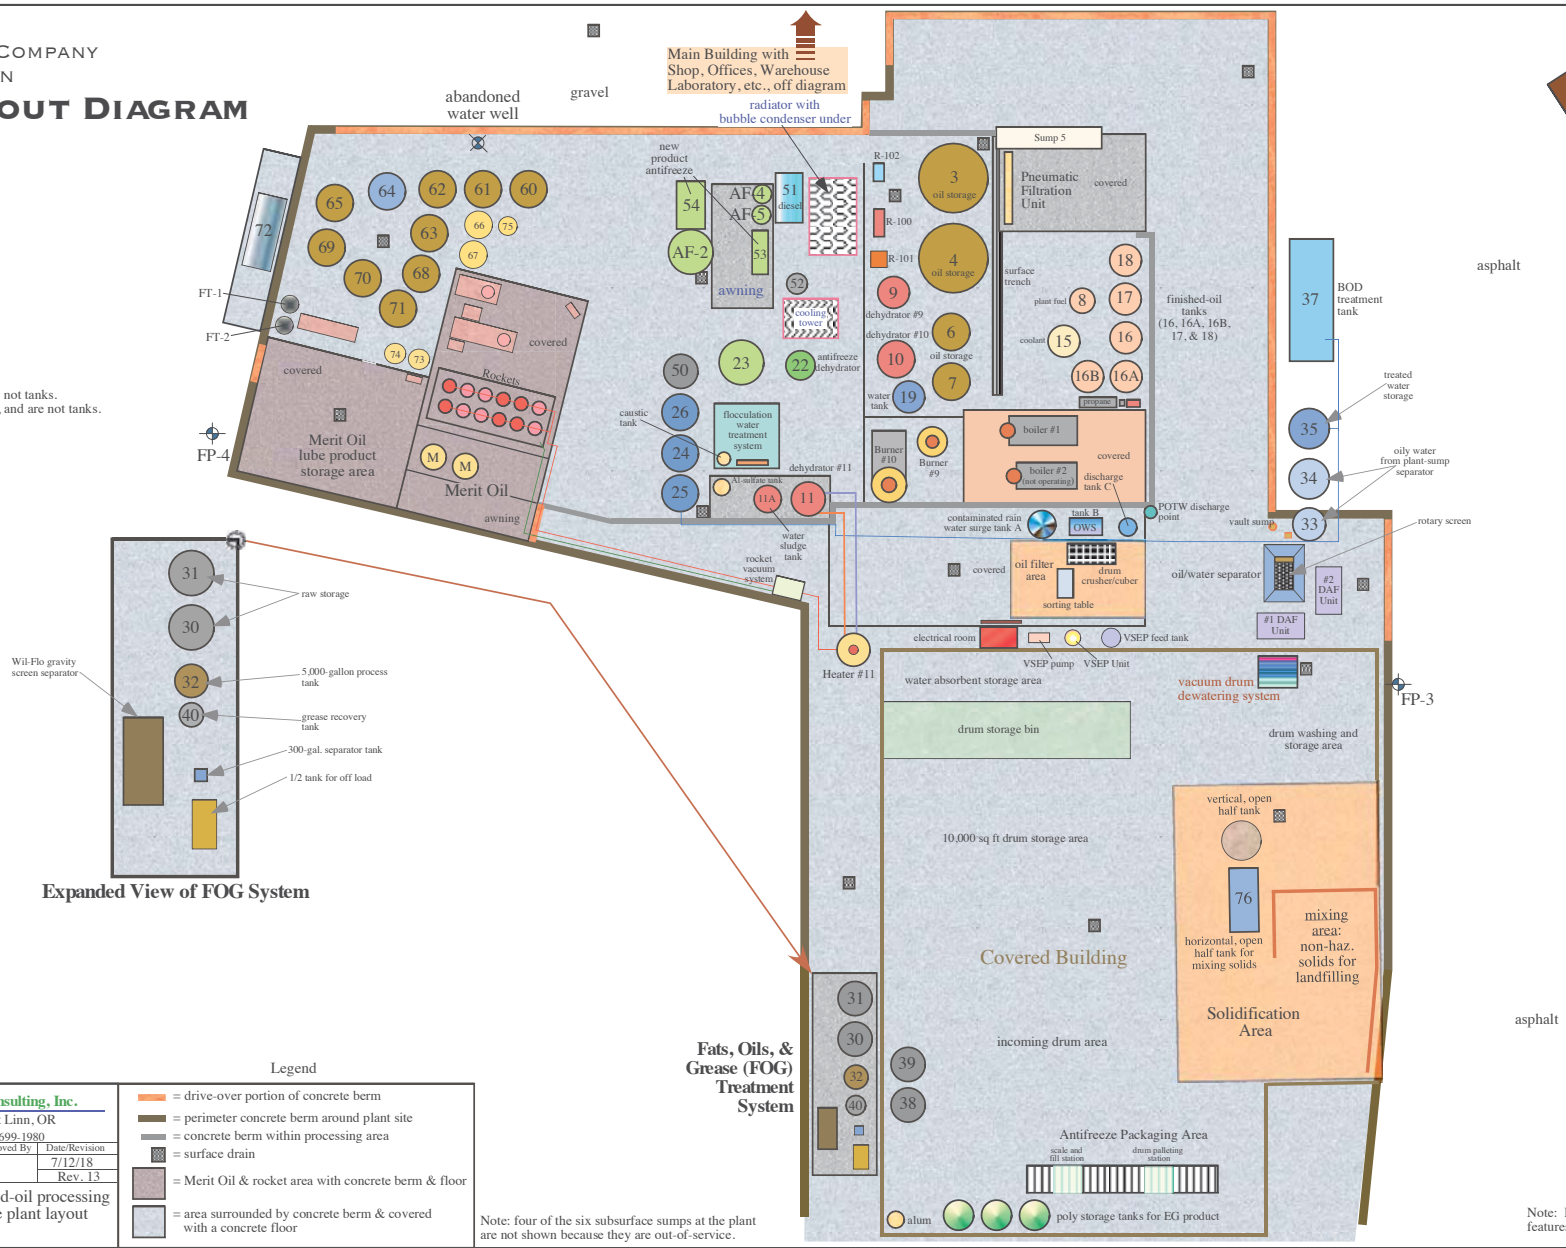 COMPANY
N
OUT DIAGRAM
abandoned
water well
gravel
Main Building with
Shop, Offices, Warehouse
Laboratory, etc., off diagram
radiator with
bubble condenser under
new
product
antifreeze
R-102
3
oil storage
Sump 5
Pneumatic
Filtration
Unit
covered
72
65
64
62
61
60
66
75
69
63
67
70
68
71
FT-1
FT-2
74
73
covered
covered
Rockets
54
AF-4
AF-5
AF-2
53
awning
51
diesel
52
cooling
tower
R-100
R-101
4
oil storage
surface
trench
9
dehydrator #9
dehydrator #10
10
6
oil storage
7
water
tank
19
18
plant fuel
8
17
coolant
15
16
16B
16A
propane
finished-oil
tanks
(16, 16A, 16B,
17, & 18)
37
BOD
treatment
tank
asphalt
50
23
22
antifreeze
dehydrator
caustic
tank
26
24
25
flocculation
water
treatment
system
dehydrator #11
Al-sulfate tank
11A
11
water
sludge
tank
Burner
#10
Burner
#9
boiler #1
boiler #2
(not operating)
covered
discharge
tank C
treated
water
storage
35
34
33
oily water
from plant-sump
separator
vault sump
rotary screen
not tanks.
and are not tanks.
FP-4
Merit Oil
lube product
storage area
M
M
Merit Oil
awning
rocket
vacuum
system
contaminated rain
water surge tank A
tank B
OWS
POTW discharge
point
covered
oil filter
area
drum
crusher/cuber
sorting table
oil/water separator
#2
DAF
Unit
#1 DAF
Unit
electrical room
VSEP pump
VSEP Unit
VSEP feed tank
Heater #11
31
raw storage
30
Wil-Flo gravity
screen separator
32
5,000-gallon process
tank
40
grease recovery
tank
300-gal. separator tank
1/2 tank for off load
Expanded View of FOG System
water absorbent storage area
vacuum drum
dewatering system
FP-3
drum storage bin
drum washing and
storage area
vertical, open
half tank
10,000 sq ft drum storage area
76
horizontal, open
half tank for
mixing solids
mixing
area:
non-haz.
solids for
landfilling
Covered Building
Solidification
Area
asphalt
incoming drum area
Fats, Oils, &
Grease (FOG)
Treatment
System
31
30
32
40
39
38
Antifreeze Packaging Area
scale and
fill station
drum palleting
station
alum
poly storage tanks for EG product
Legend
= drive-over portion of concrete berm
= perimeter concrete berm around plant site
= concrete berm within processing area
= surface drain
= Merit Oil & rocket area with concrete berm & floor
= area surrounded by concrete berm & covered
with a concrete floor
nsulting, Inc.
t Linn, OR
699-1980
oved By
Date/Revision
7/12/18
Rev. 13
d-oil processing
e plant layout
Note: four of the six subsurface sumps at the plant
are not shown because they are out-of-service.
Note:
features